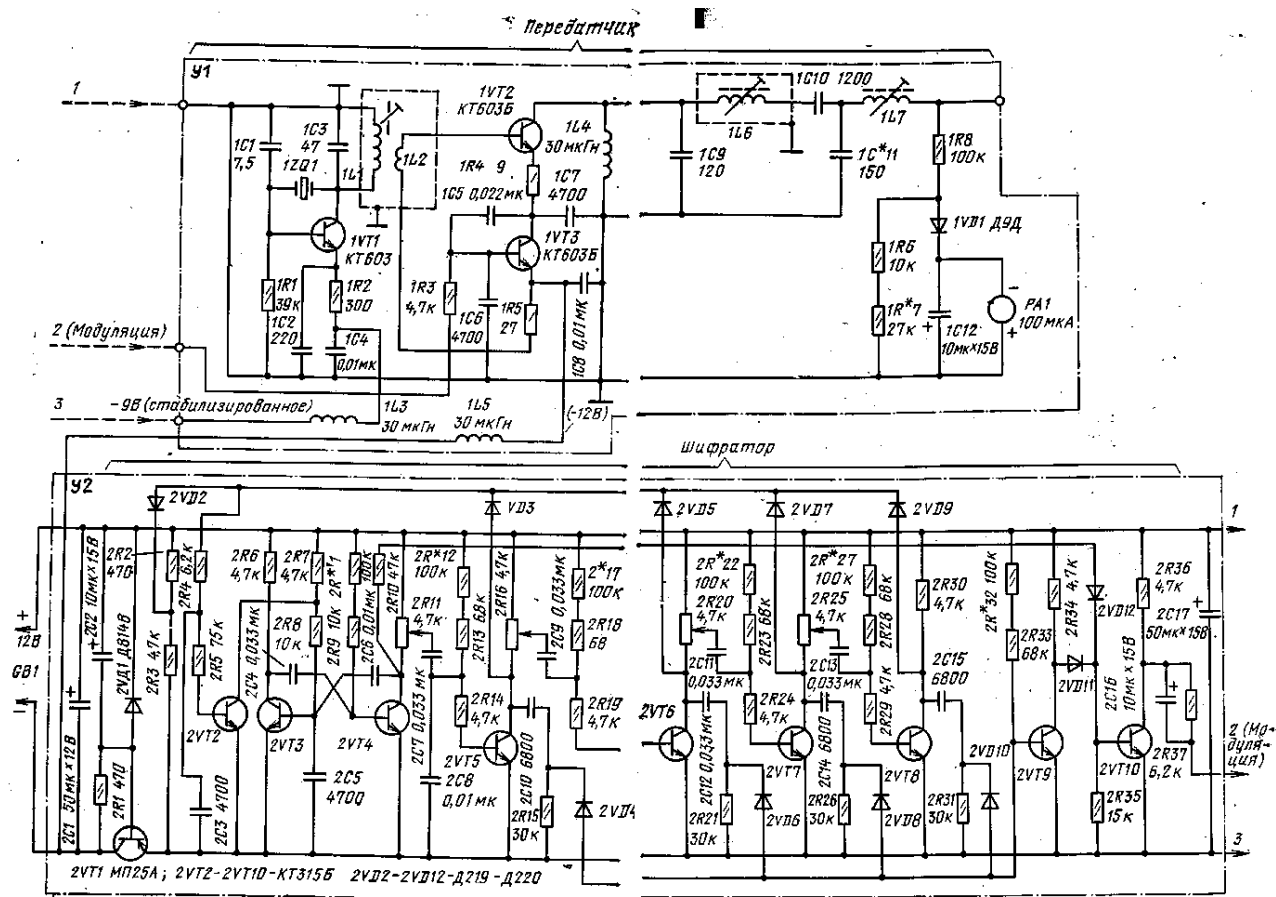 Передатчик
У1
1
1C1
7,5
1C3
47
1ZQ1
1L1
1L2
1VT2
КТ603Б
1R4 9
1C5 0,022мк
1C7
4700
1L4
30мкГн
1VT1
КТ603
1VT3
КТ603Б
1R1
39к
1R2
300
1C2
220
1C4
0,01мк
1R3
4,7к
1C6
4700
1R5
27
1C8 0,01мк
1C10 1200
1L6
1L7
1C9
120
1C*11
150
1R8
100к
1VD1 Д9Д
1R6
10к
1R*7
27к
+ 1C12
10мк×15В
−
PA1
100мкА
+
2 (Модуляция)
3 -9В (стабилизированное)
1L3
30мкГн
1L5
30мкГн
(-12В)
Шифратор
У2
2VD2
VD3
2VD5
2VD7
2VD9
1
+
12В
GB1
−
2C1 50мк×12В
+
2C2 10мк×15В
+
2R1 470
2VД1 Д814В
2R2
470
2R3 4,7к
2R4 6,2к
2R5 75к
2C3 4700
2VT2
2R6
4,7к
2R7
4,7к
2R8
10к
2C4 0,033мк
2VT3
2R9 10к
2C5
4700
2R*11
100к
2C6 0,01мк
2R10 47к
2VT4
2R11
4,7к
2C7 0,033мк
2C8
0,01мк
2R*12
100к
2R13 68к
2R14
4,7к
2VT5
2R16 4,7к
2C9 0,033мк
2C10 6800
2R15
30к
2*17
100к
2R18
68
2R19
4,7к
2VD4
2R*22
100к
2R20
4,7к
2R23 68к
2C11
0,033мк
2R24
4,7к
2VT6
2C12 0,033мк
2R21
30к
2VD6
2R*27
100к
2R25
4,7к
2R28 68к
2C13
0,033мк
2VT7
2C14 6800
2R26
30к
2R29 4,7к
2VD8
2VT8
2R30
4,7к
2C15
6800
2R31
30к
2VD10
2R*32 100к
2R33
68к
2VT9
2R34 4,7к
2VD11
2VD12
2C16
10мк×15В
+
2R36
4,7к
2C17 +
50мк×15В
2VT10
2R37
6,2к
2R35
15к
2 (Мо-
дуля-
ция)
3
2VT1 МП25А; 2VT2-2VT10-КТ315Б 2VD2-2VD12-Д219-Д220